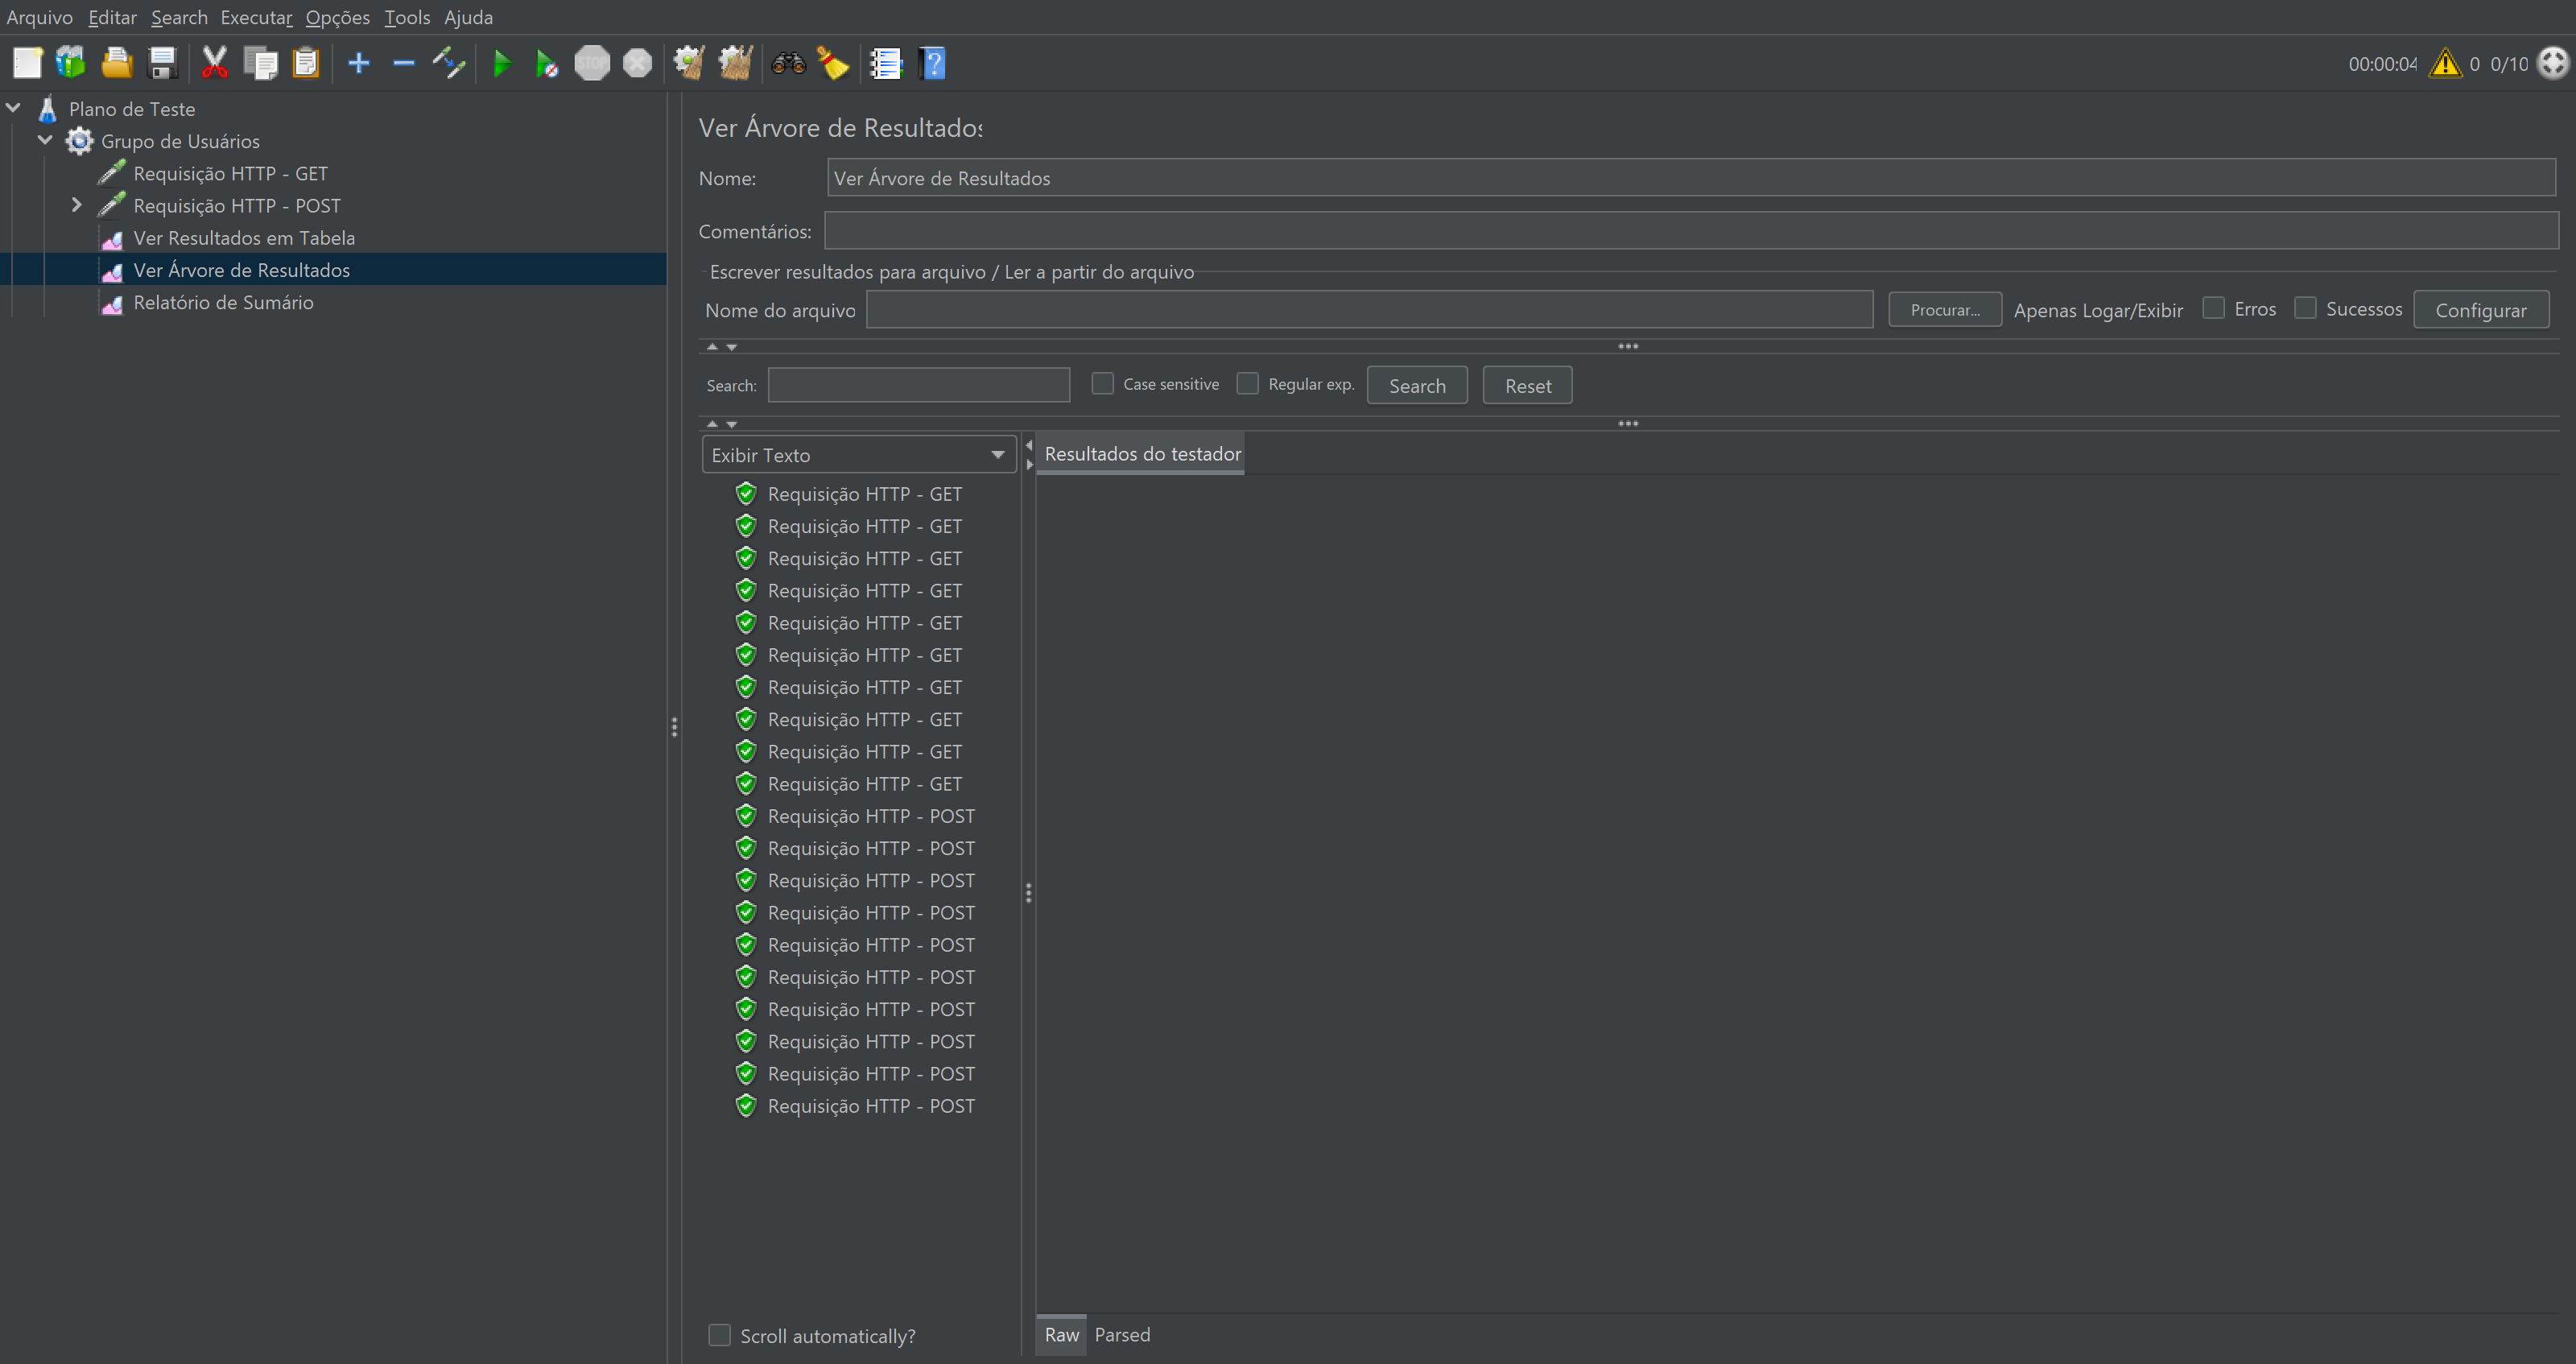 Arquivo Editar Search Executar Opções Tools Ajuda
STOP
00:00:04 0 0/10
Plano de Teste
Grupo de Usuários
Requisição HTTP - GET
Requisição HTTP - POST
Ver Resultados em Tabela
Ver Árvore de Resultados
Relatório de Sumário
Ver Árvore de Resultados
Nome: Ver Árvore de Resultados
Comentários:
Escrever resultados para arquivo / Ler a partir do arquivo
Nome do arquivo Procurar... Apenas Logar/Exibir Erros Sucessos Configurar
Search: Case sensitive Regular exp. Search Reset
Exibir Texto
Resultados do testador
Requisição HTTP - GET
Requisição HTTP - GET
Requisição HTTP - GET
Requisição HTTP - GET
Requisição HTTP - GET
Requisição HTTP - GET
Requisição HTTP - GET
Requisição HTTP - GET
Requisição HTTP - GET
Requisição HTTP - GET
Requisição HTTP - POST
Requisição HTTP - POST
Requisição HTTP - POST
Requisição HTTP - POST
Requisição HTTP - POST
Requisição HTTP - POST
Requisição HTTP - POST
Requisição HTTP - POST
Requisição HTTP - POST
Requisição HTTP - POST
Scroll automatically?
Raw Parsed